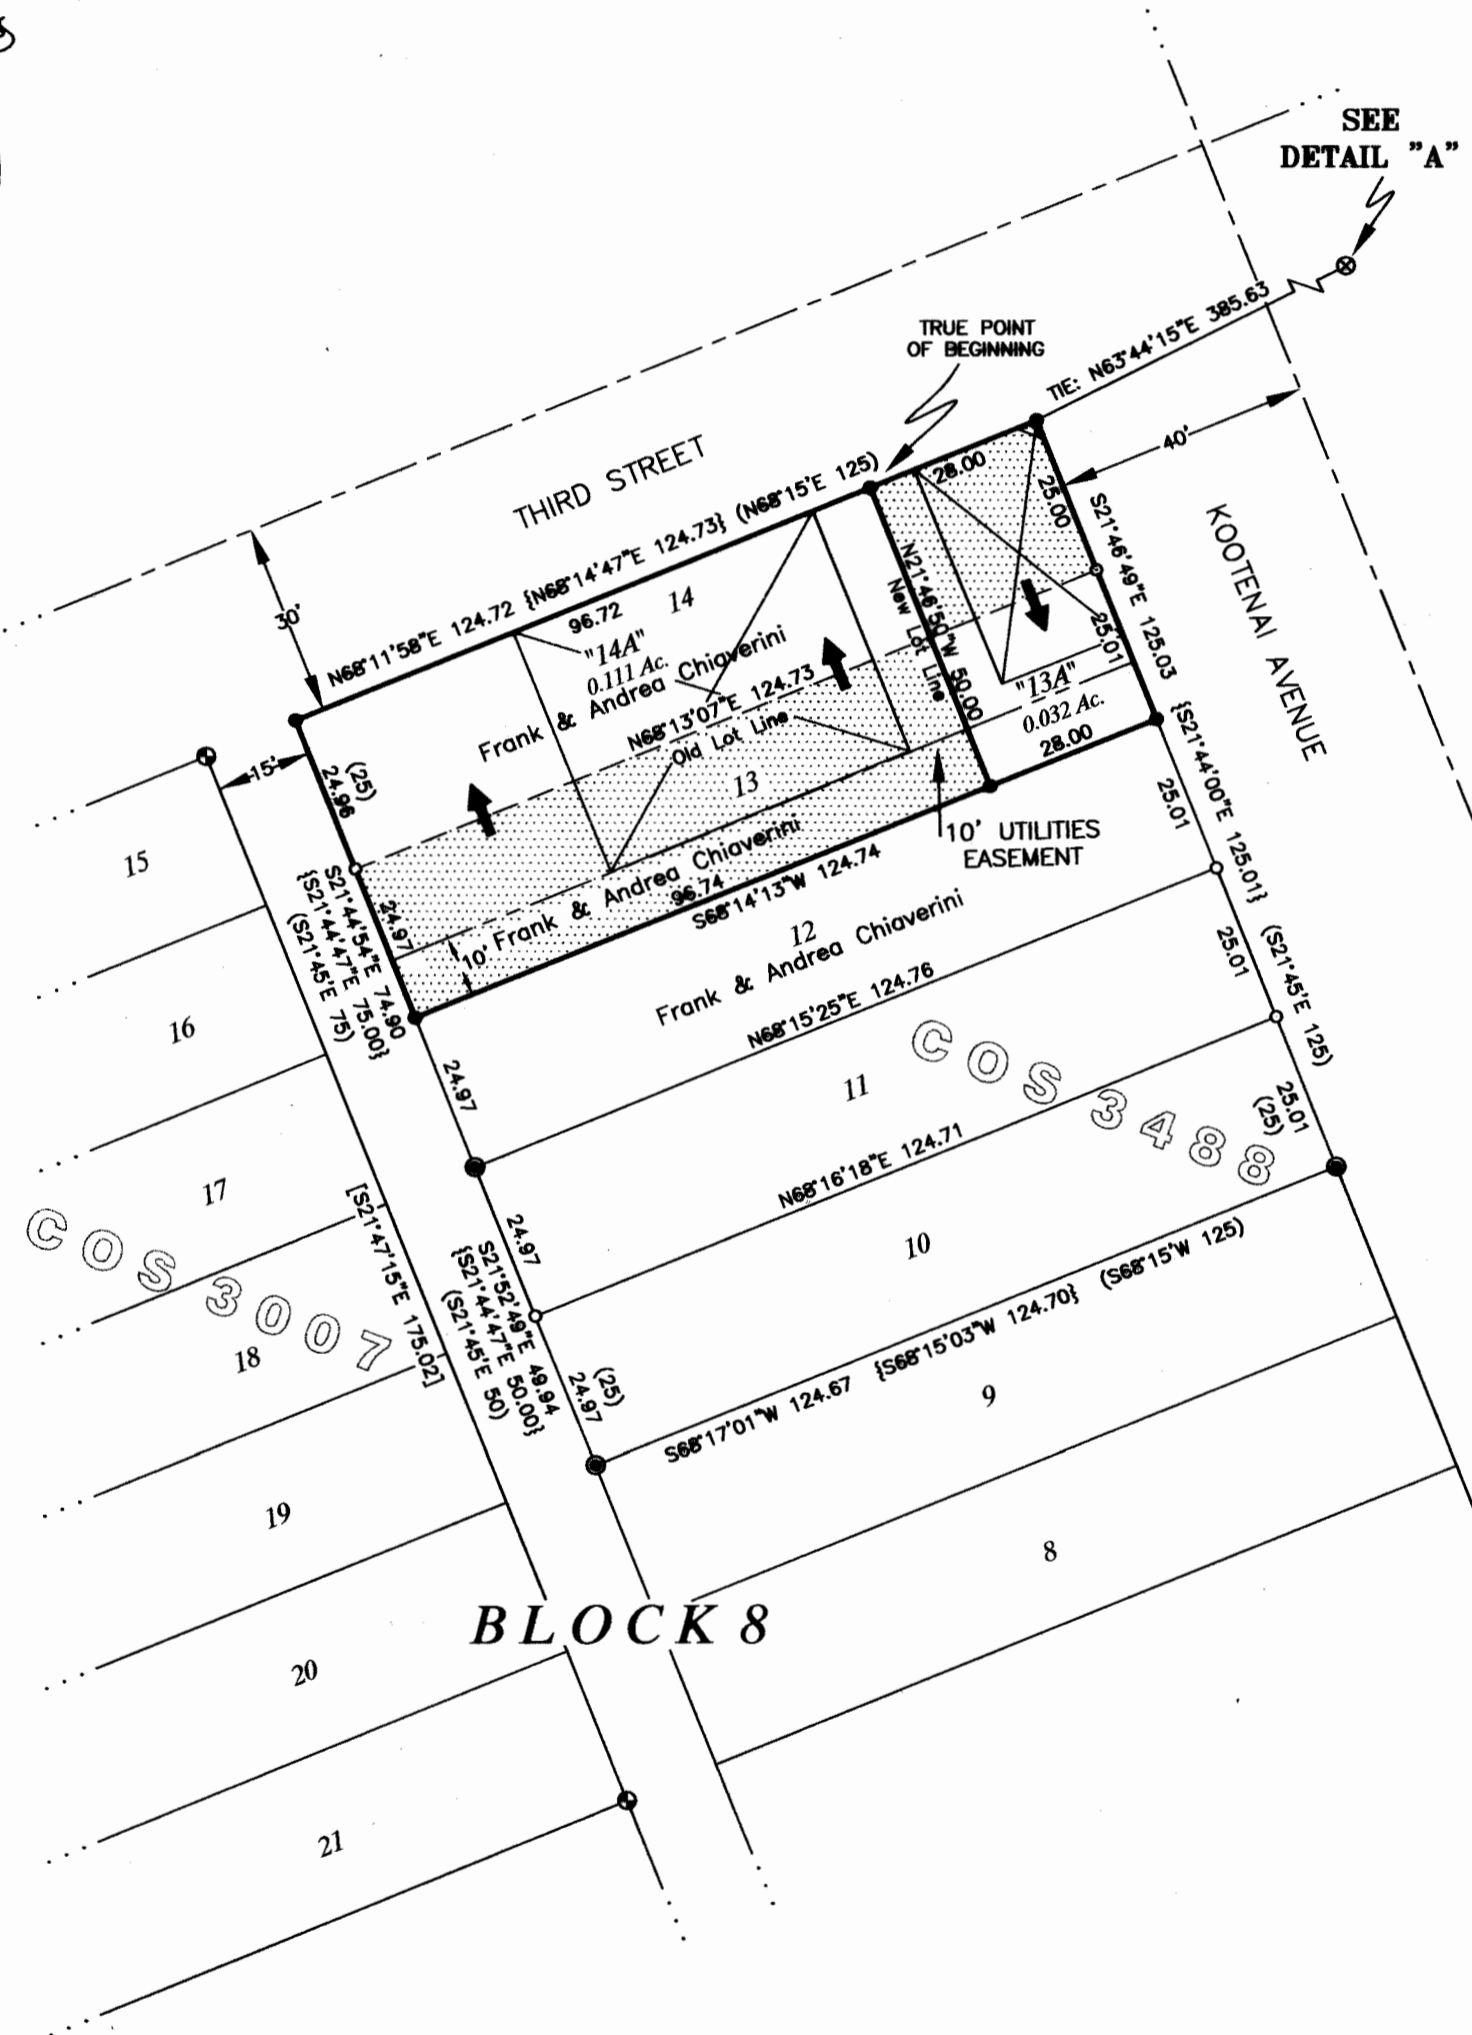 SEE
DETAIL "A"
TIE: N63°44'15"E 385.63
TRUE POINT
OF BEGINNING
THIRD STREET
30'
40'
15'
KOOTENAI AVENUE
N68°11'58"E 124.72 {N68°14'47"E 124.73} (N68°15'E 125)
28.00
25.00
25.01
96.72
14
"14A"
0.111 Ac.
Frank & Andrea Chiaverini
N68°13'07"E 124.73
Old Lot Line
N21°46'50"W 50.00
New Lot Line
"13A"
0.032 Ac.
28.00
13
Frank & Andrea Chiaverini
96.74
S68°14'13"W 124.74
10'
10' UTILITIES
EASEMENT
S21°46'49"E 125.03 {S21°44'00"E 125.01} (S21°45'E 125)
25.01
25.01
25.01
(25)
(25)
24.96
24.97
S21°44'54"E 74.90
{S21°44'47"E 75.00}
(S21°45'E 75)
24.97
12
Frank & Andrea Chiaverini
N68°15'25"E 124.76
11
COS 3488
N68°16'18"E 124.71
10
24.97
S21°52'49"E 49.94
{S21°44'47"E 50.00}
(S21°45'E 50)
(25)
24.97
S68°17'01"W 124.67 {S68°15'03"W 124.70} (S68°15'W 125)
9
8
15
16
17
COS 3007
[S21°47'15"E 175.02]
18
19
BLOCK 8
20
21